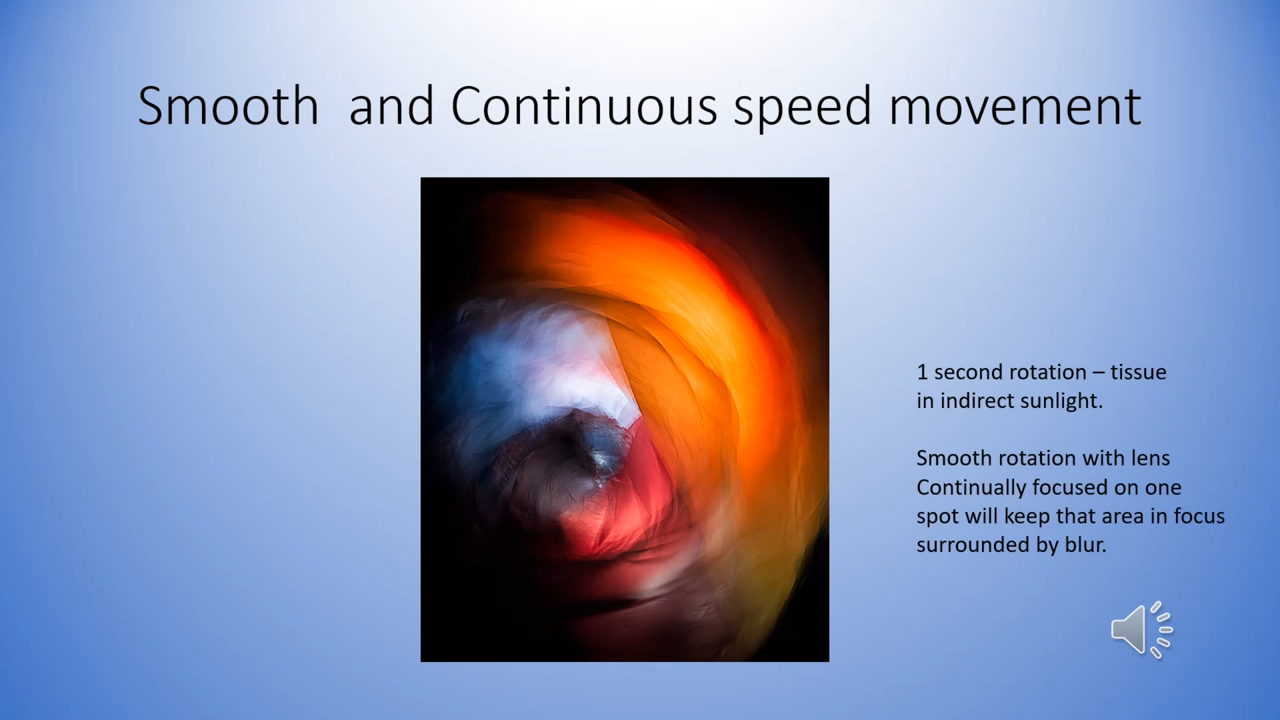 Smooth  and Continuous speed movement
1 second rotation – tissue
in indirect sunlight.
Smooth rotation with lens
Continually focused on one
spot will keep that area in focus
surrounded by blur.